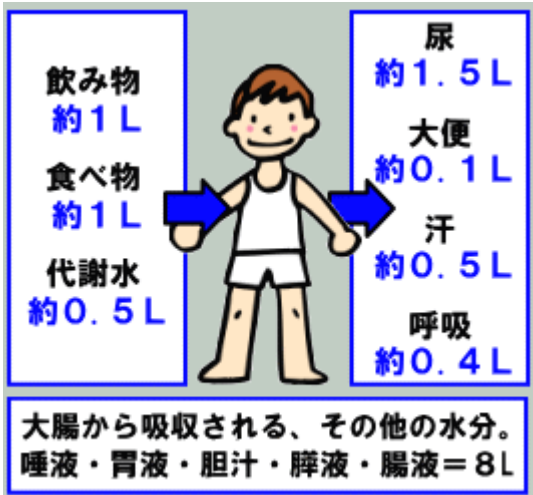 飲み物
約１Ｌ
食べ物
約１Ｌ
代謝水
約０．５Ｌ
尿
約１．５Ｌ
大便
約０．１Ｌ
汗
約０．５Ｌ
呼吸
約０．４Ｌ
大腸から吸収される、その他の水分。
唾液・胃液・胆汁・膵液・腸液＝８Ｌ